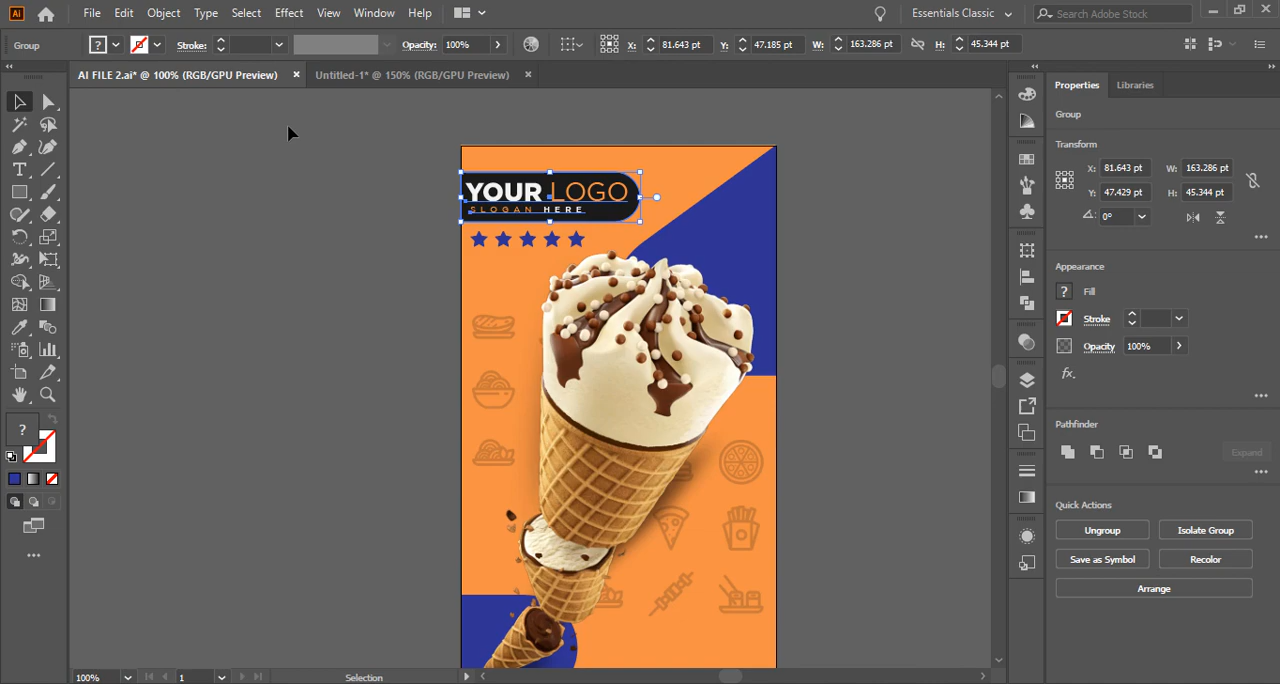 Ai File Edit Object Type Select Effect View Window Help Essentials Classic Search Adobe Stock
Group ? Stroke: Opacity: 100% X: 81.643 pt Y: 47.185 pt W: 163.286 pt H: 45.344 pt
AI FILE 2.ai* @ 100% (RGB/GPU Preview) × Untitled-1* @ 150% (RGB/GPU Preview) ×
Properties Libraries
Group
Transform
X: 81.643 pt W: 163.286 pt
Y: 47.429 pt H: 45.344 pt
0°
Appearance
? Fill
Stroke
Opacity 100%
fx.
Pathfinder
Expand
Quick Actions
Ungroup Isolate Group
Save as Symbol Recolor
Arrange
YOUR LOGO
SLOGAN HERE
T
?
100% 1 Selection